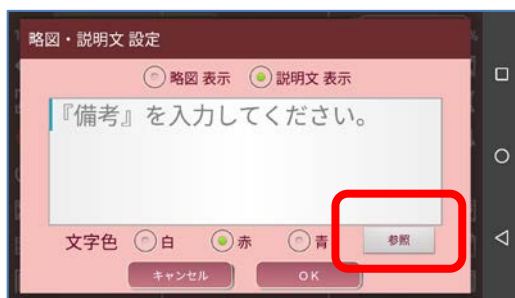 略図・説明文 設定
略図 表示 説明文 表示
『備考』を入力してください。
文字色 白 赤 青 参照
キャンセル OK